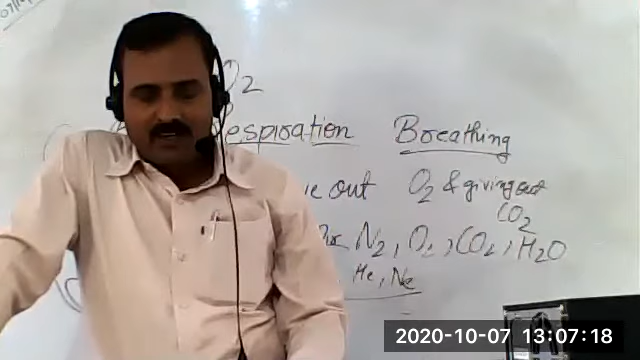 O2
Respiration Breathing
out O2 & giving out
CO2
N2, O2, CO2, H2O
He, Ne
2020-10-07 13:07:18